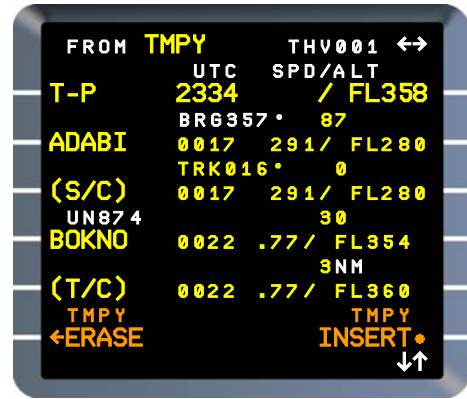 FROM TMPY THV001 ←→
UTC SPD/ALT
T-P 2334 / FL358
BRG357° 87
ADABI 0017 291/ FL280
TRK016° 0
(S/C) 0017 291/ FL280
UN874 30
BOKNO 0022 .77/ FL354
3NM
(T/C) 0022 .77/ FL360
TMPY TMPY
←ERASE INSERT•
↓↑